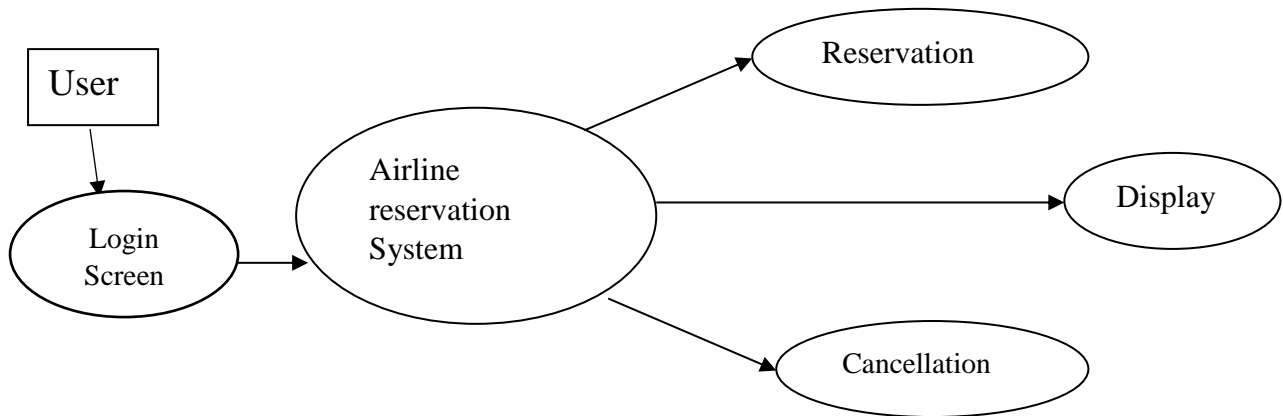 User
Login
Screen
Airline
reservation
System
Reservation
Display
Cancellation